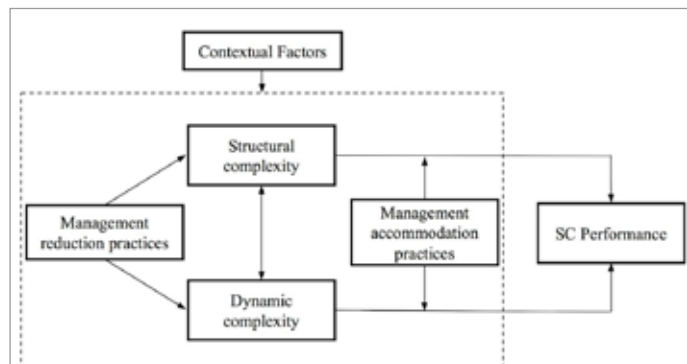 Contextual Factors
Structural
complexity
Management
reduction practices
Management
accommodation
practices
SC Performance
Dynamic
complexity